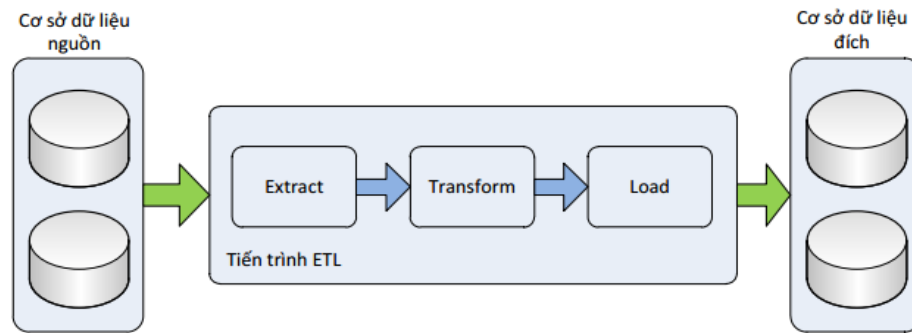 Cơ sở dữ liệu
nguồn
Cơ sở dữ liệu
đích
Extract
Transform
Load
Tiến trình ETL